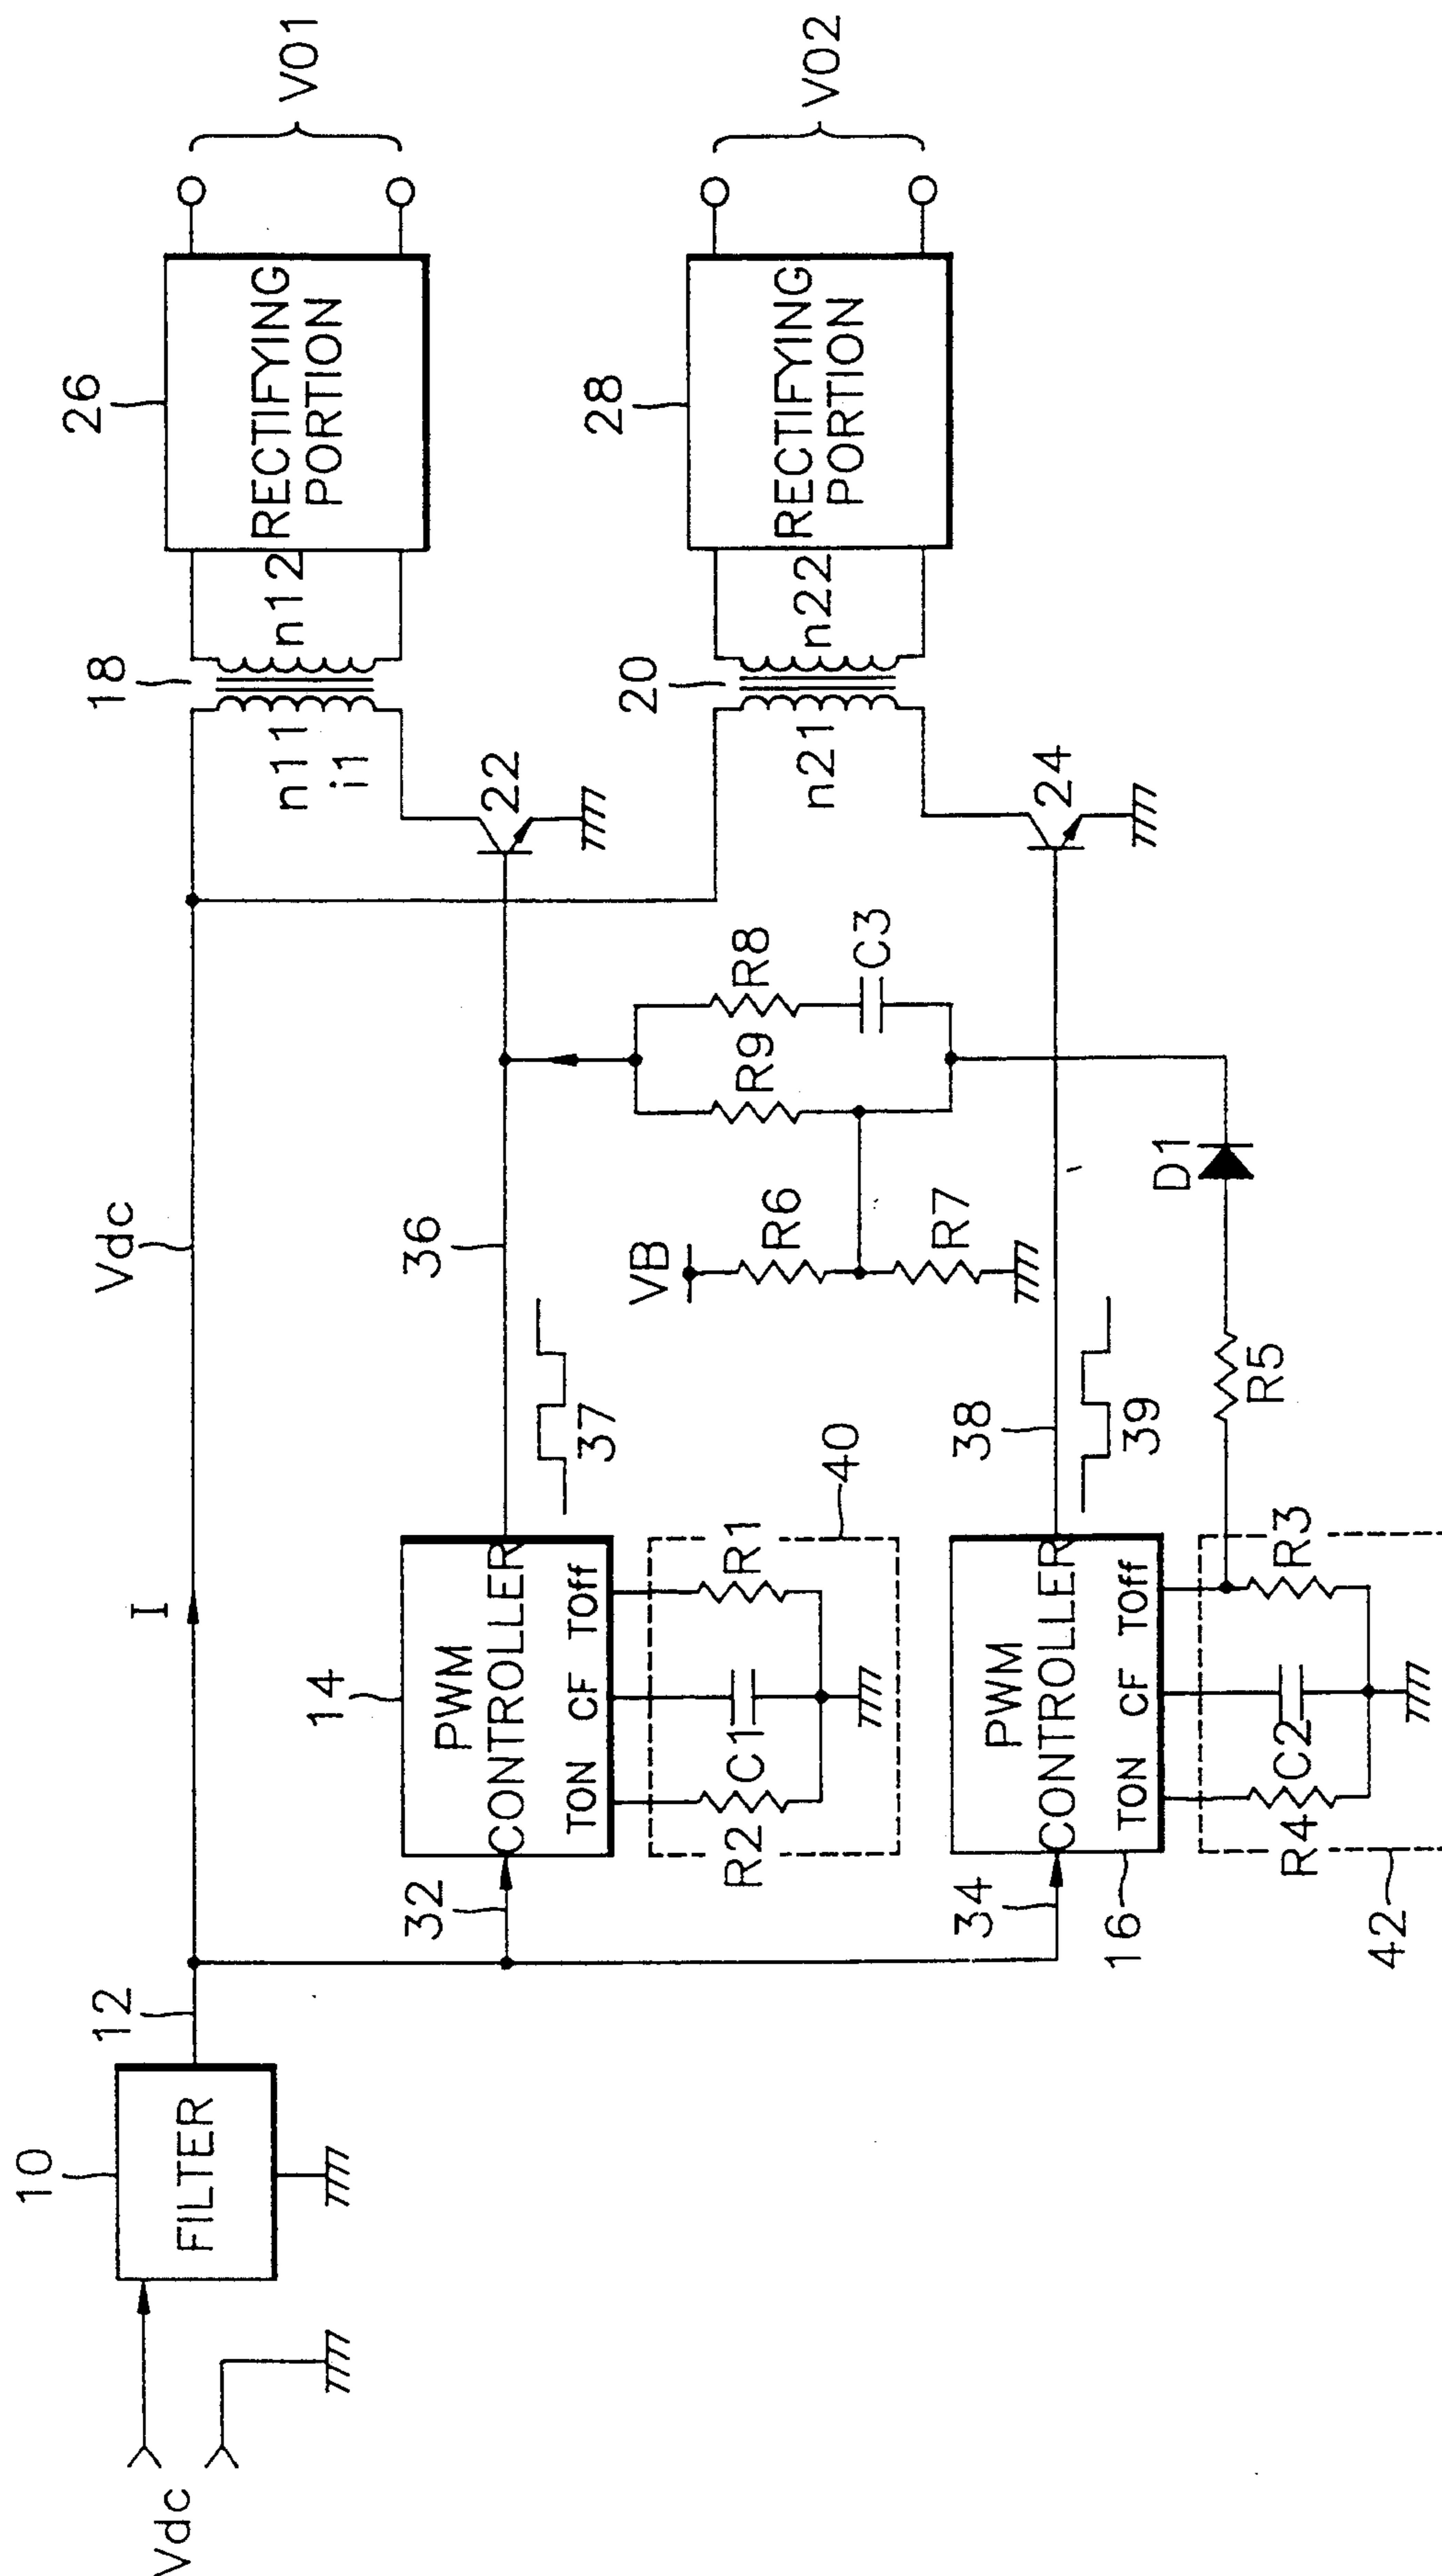 Vdc
10
FILTER
12
I
Vdc
18
n11
i1
n12
26
RECTIFYING
PORTION
VO1
32
14
PWM
CONTROLLER
TON CF Toff
36
37
22
R2
C1
R1
40
VB
R6
R7
R9
R8
C3
20
n21
n22
28
RECTIFYING
PORTION
VO2
34
16
PWM
CONTROLLER
TON CF Toff
38
39
24
R4
C2
R3
42
R5
D1